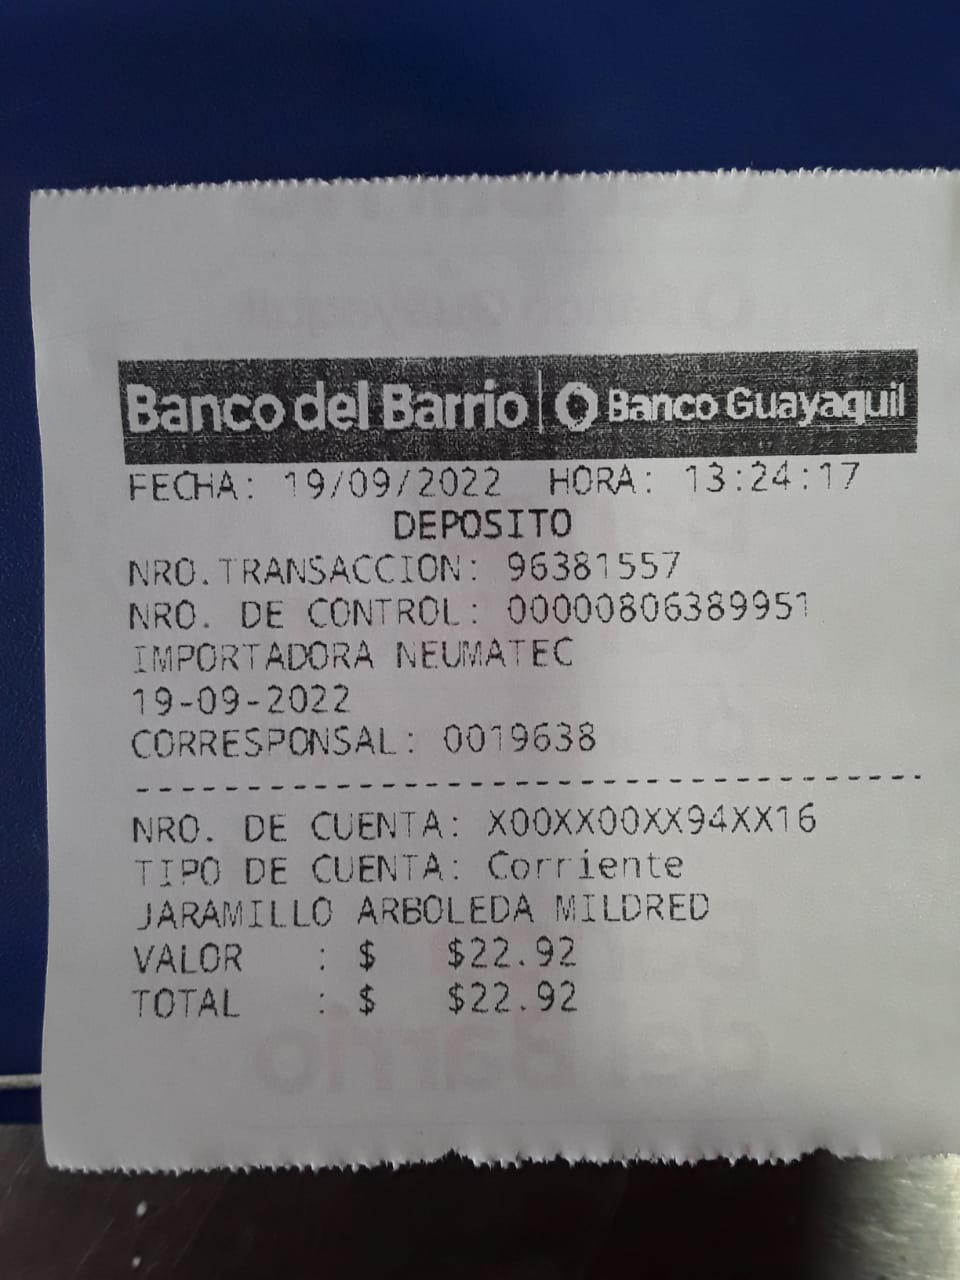 Banco del Barrio | Banco Guayaquil
FECHA: 19/09/2022 HORA: 13:24:17
DEPOSITO
NRO.TRANSACCION: 96381557
NRO. DE CONTROL: 00000806389951
IMPORTADORA NEUMATEC
19-09-2022
CORRESPONSAL: 0019638
NRO. DE CUENTA: X00XX00XX94XX16
TIPO DE CUENTA: Corriente
JARAMILLO ARBOLEDA MILDRED
VALOR : $ $22.92
TOTAL : $ $22.92